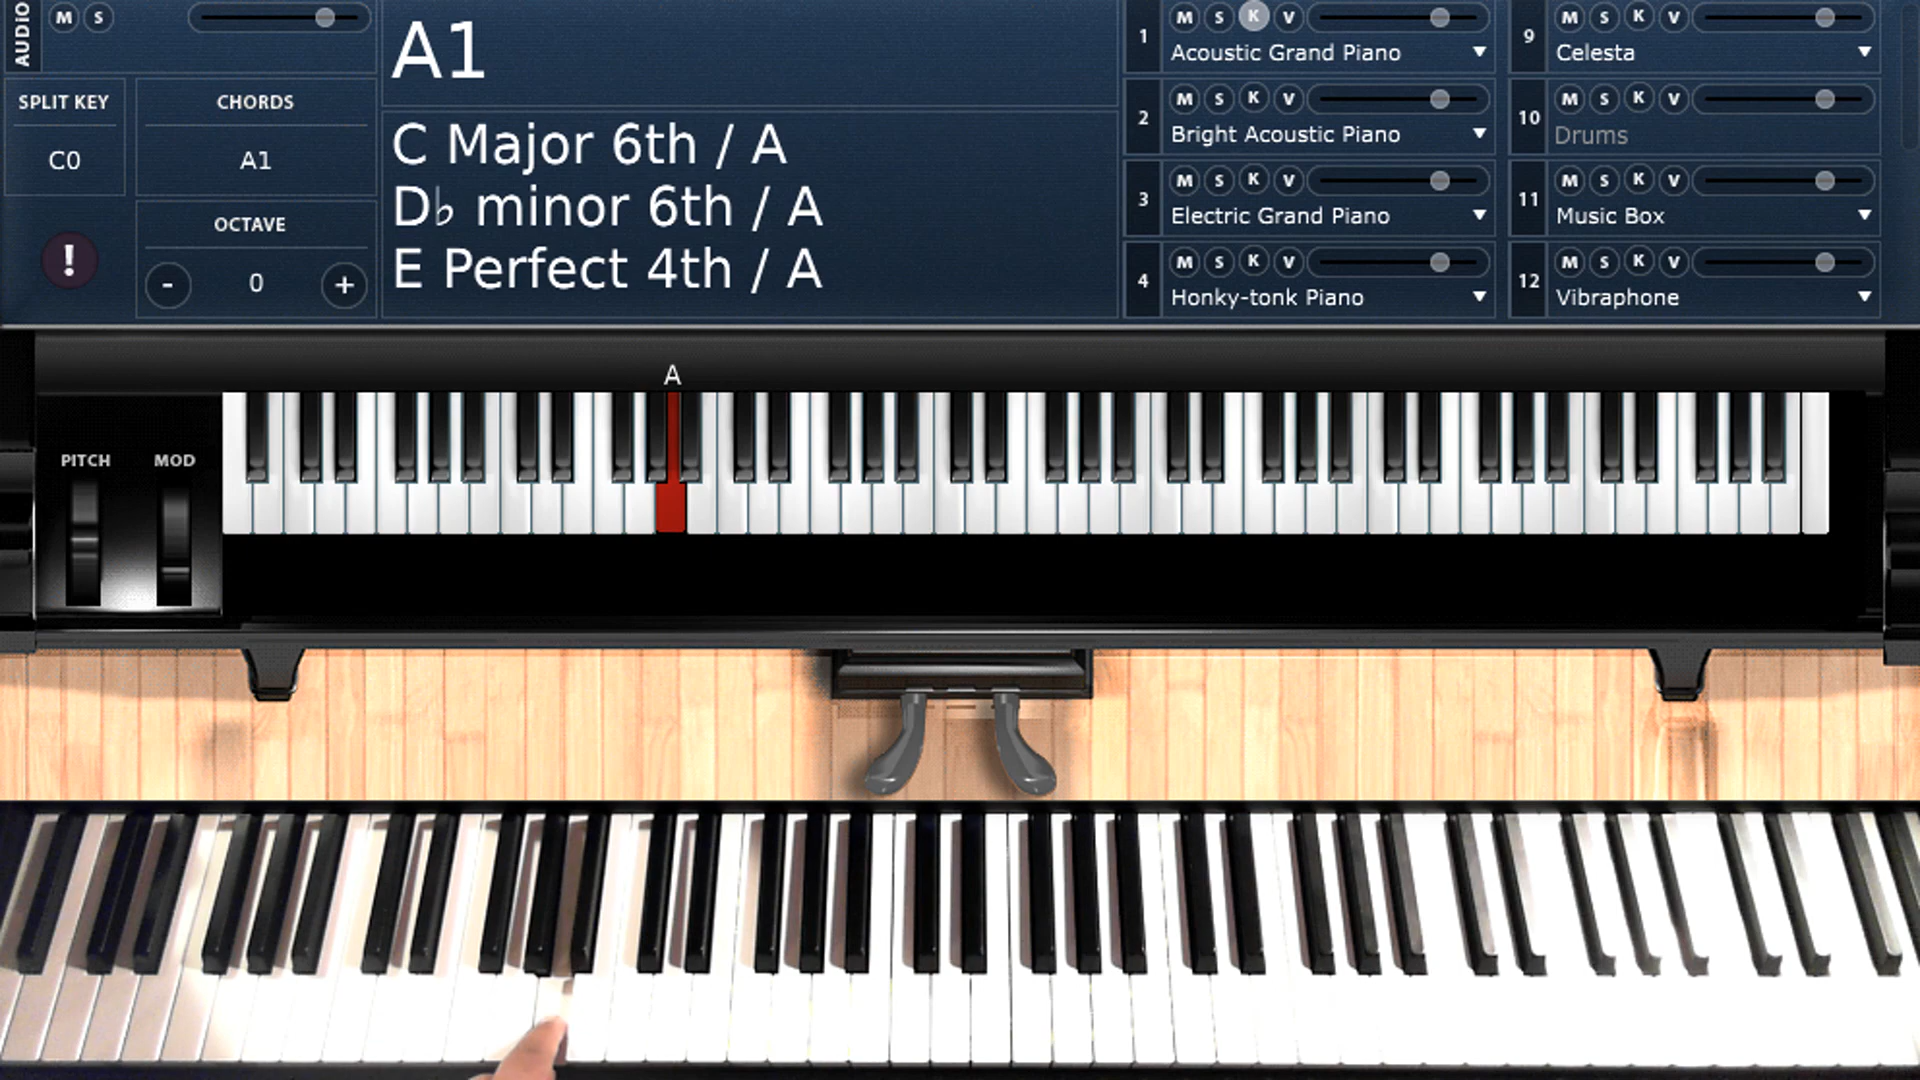 AUDIO
M S
SPLIT KEY
C0
!
CHORDS
A1
OCTAVE
- 0 +
A1
C Major 6th / A
D♭ minor 6th / A
E Perfect 4th / A
1 M S K V
Acoustic Grand Piano
2 M S K V
Bright Acoustic Piano
3 M S K V
Electric Grand Piano
4 M S K V
Honky-tonk Piano
9 M S K V
Celesta
10 M S K V
Drums
11 M S K V
Music Box
12 M S K V
Vibraphone
A
PITCH MOD